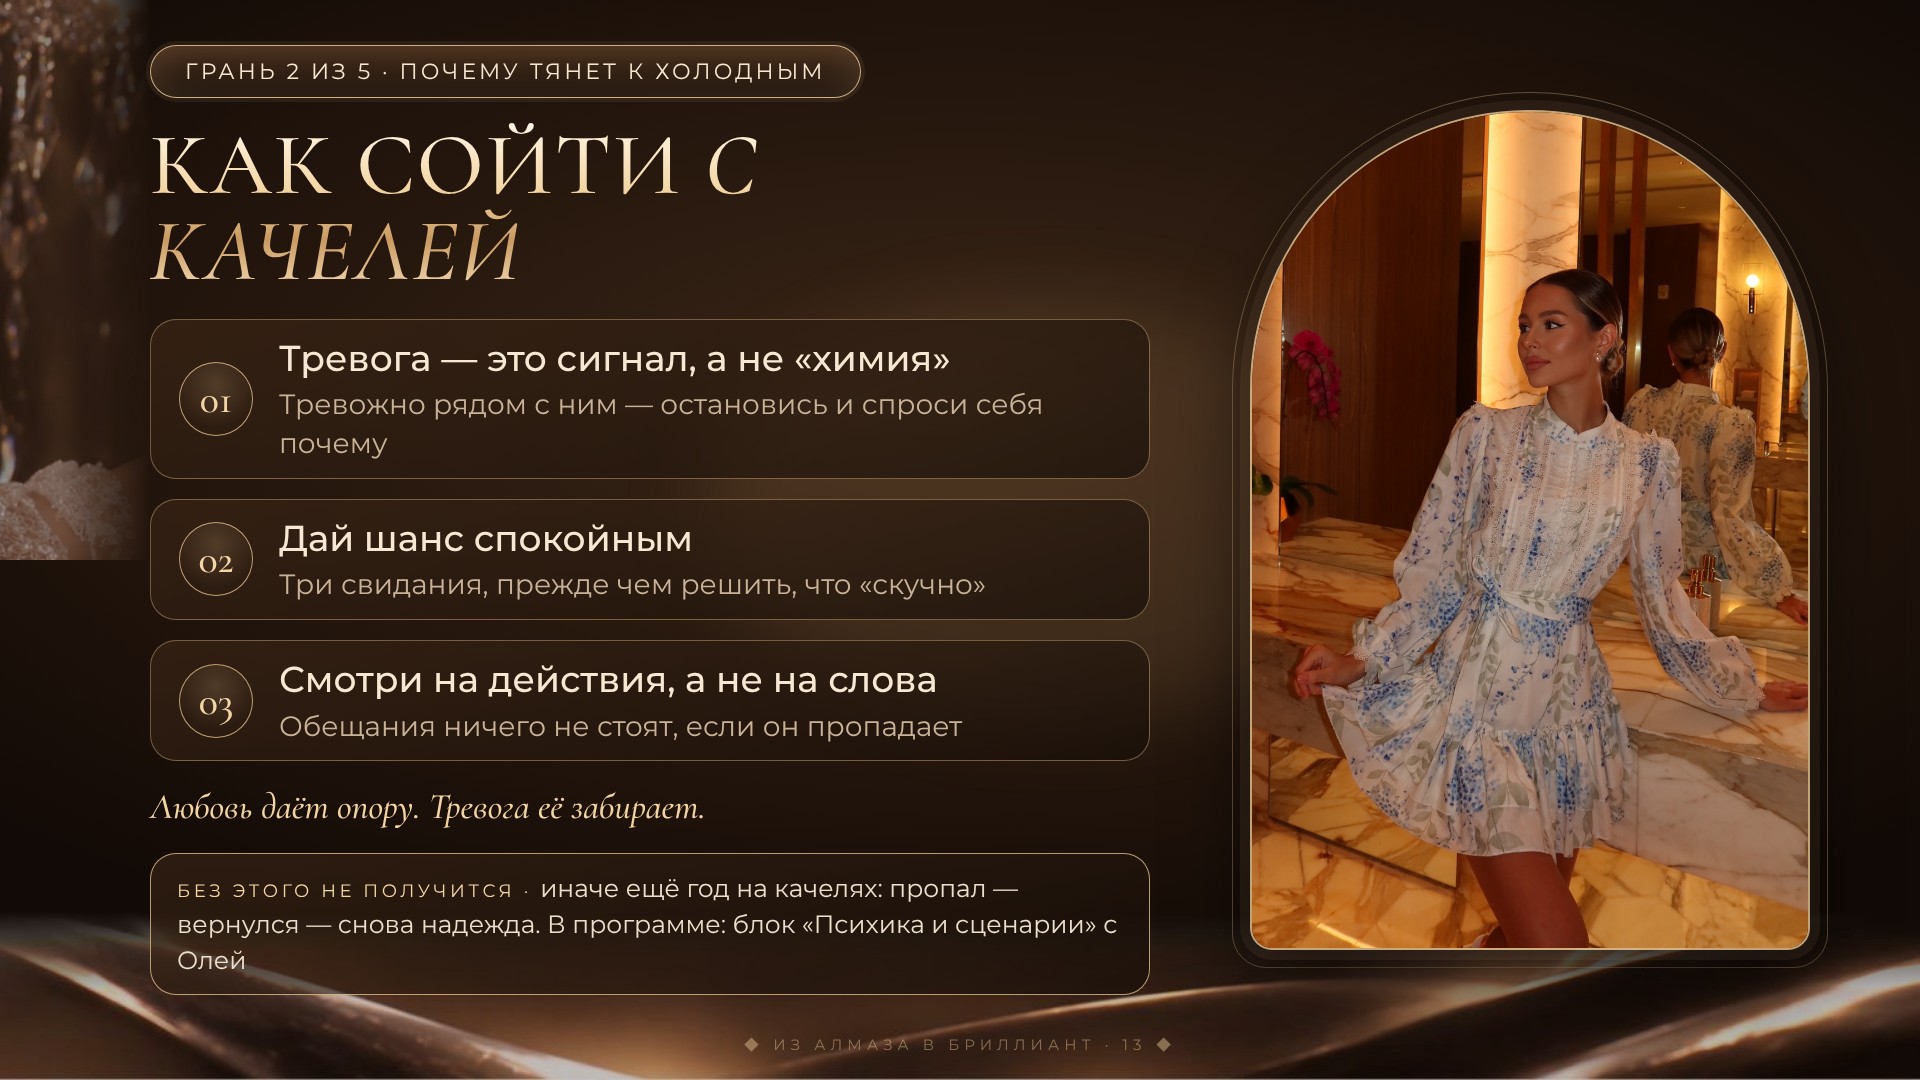 ГРАНЬ 2 ИЗ 5 · ПОЧЕМУ ТЯНЕТ К ХОЛОДНЫМ
КАК СОЙТИ С
КАЧЕЛЕЙ
01
Тревога — это сигнал, а не «химия»
Тревожно рядом с ним — остановись и спроси себя
почему
02
Дай шанс спокойным
Три свидания, прежде чем решить, что «скучно»
03
Смотри на действия, а не на слова
Обещания ничего не стоят, если он пропадает
Любовь даёт опору. Тревога её забирает.
БЕЗ ЭТОГО НЕ ПОЛУЧИТСЯ · иначе ещё год на качелях: пропал —
вернулся — снова надежда. В программе: блок «Психика и сценарии» с
Олей
◆ ИЗ АЛМАЗА В БРИЛЛИАНТ · 13 ◆